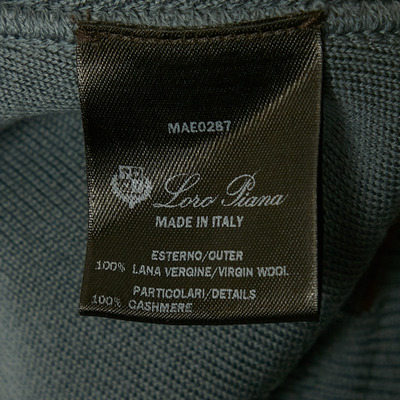 MAE0287
Loro Piana
MADE IN ITALY
ESTERNO/OUTER
100% LANA VERGINE/VIRGIN WOOL
PARTICOLARI/DETAILS
100% CASHMERE